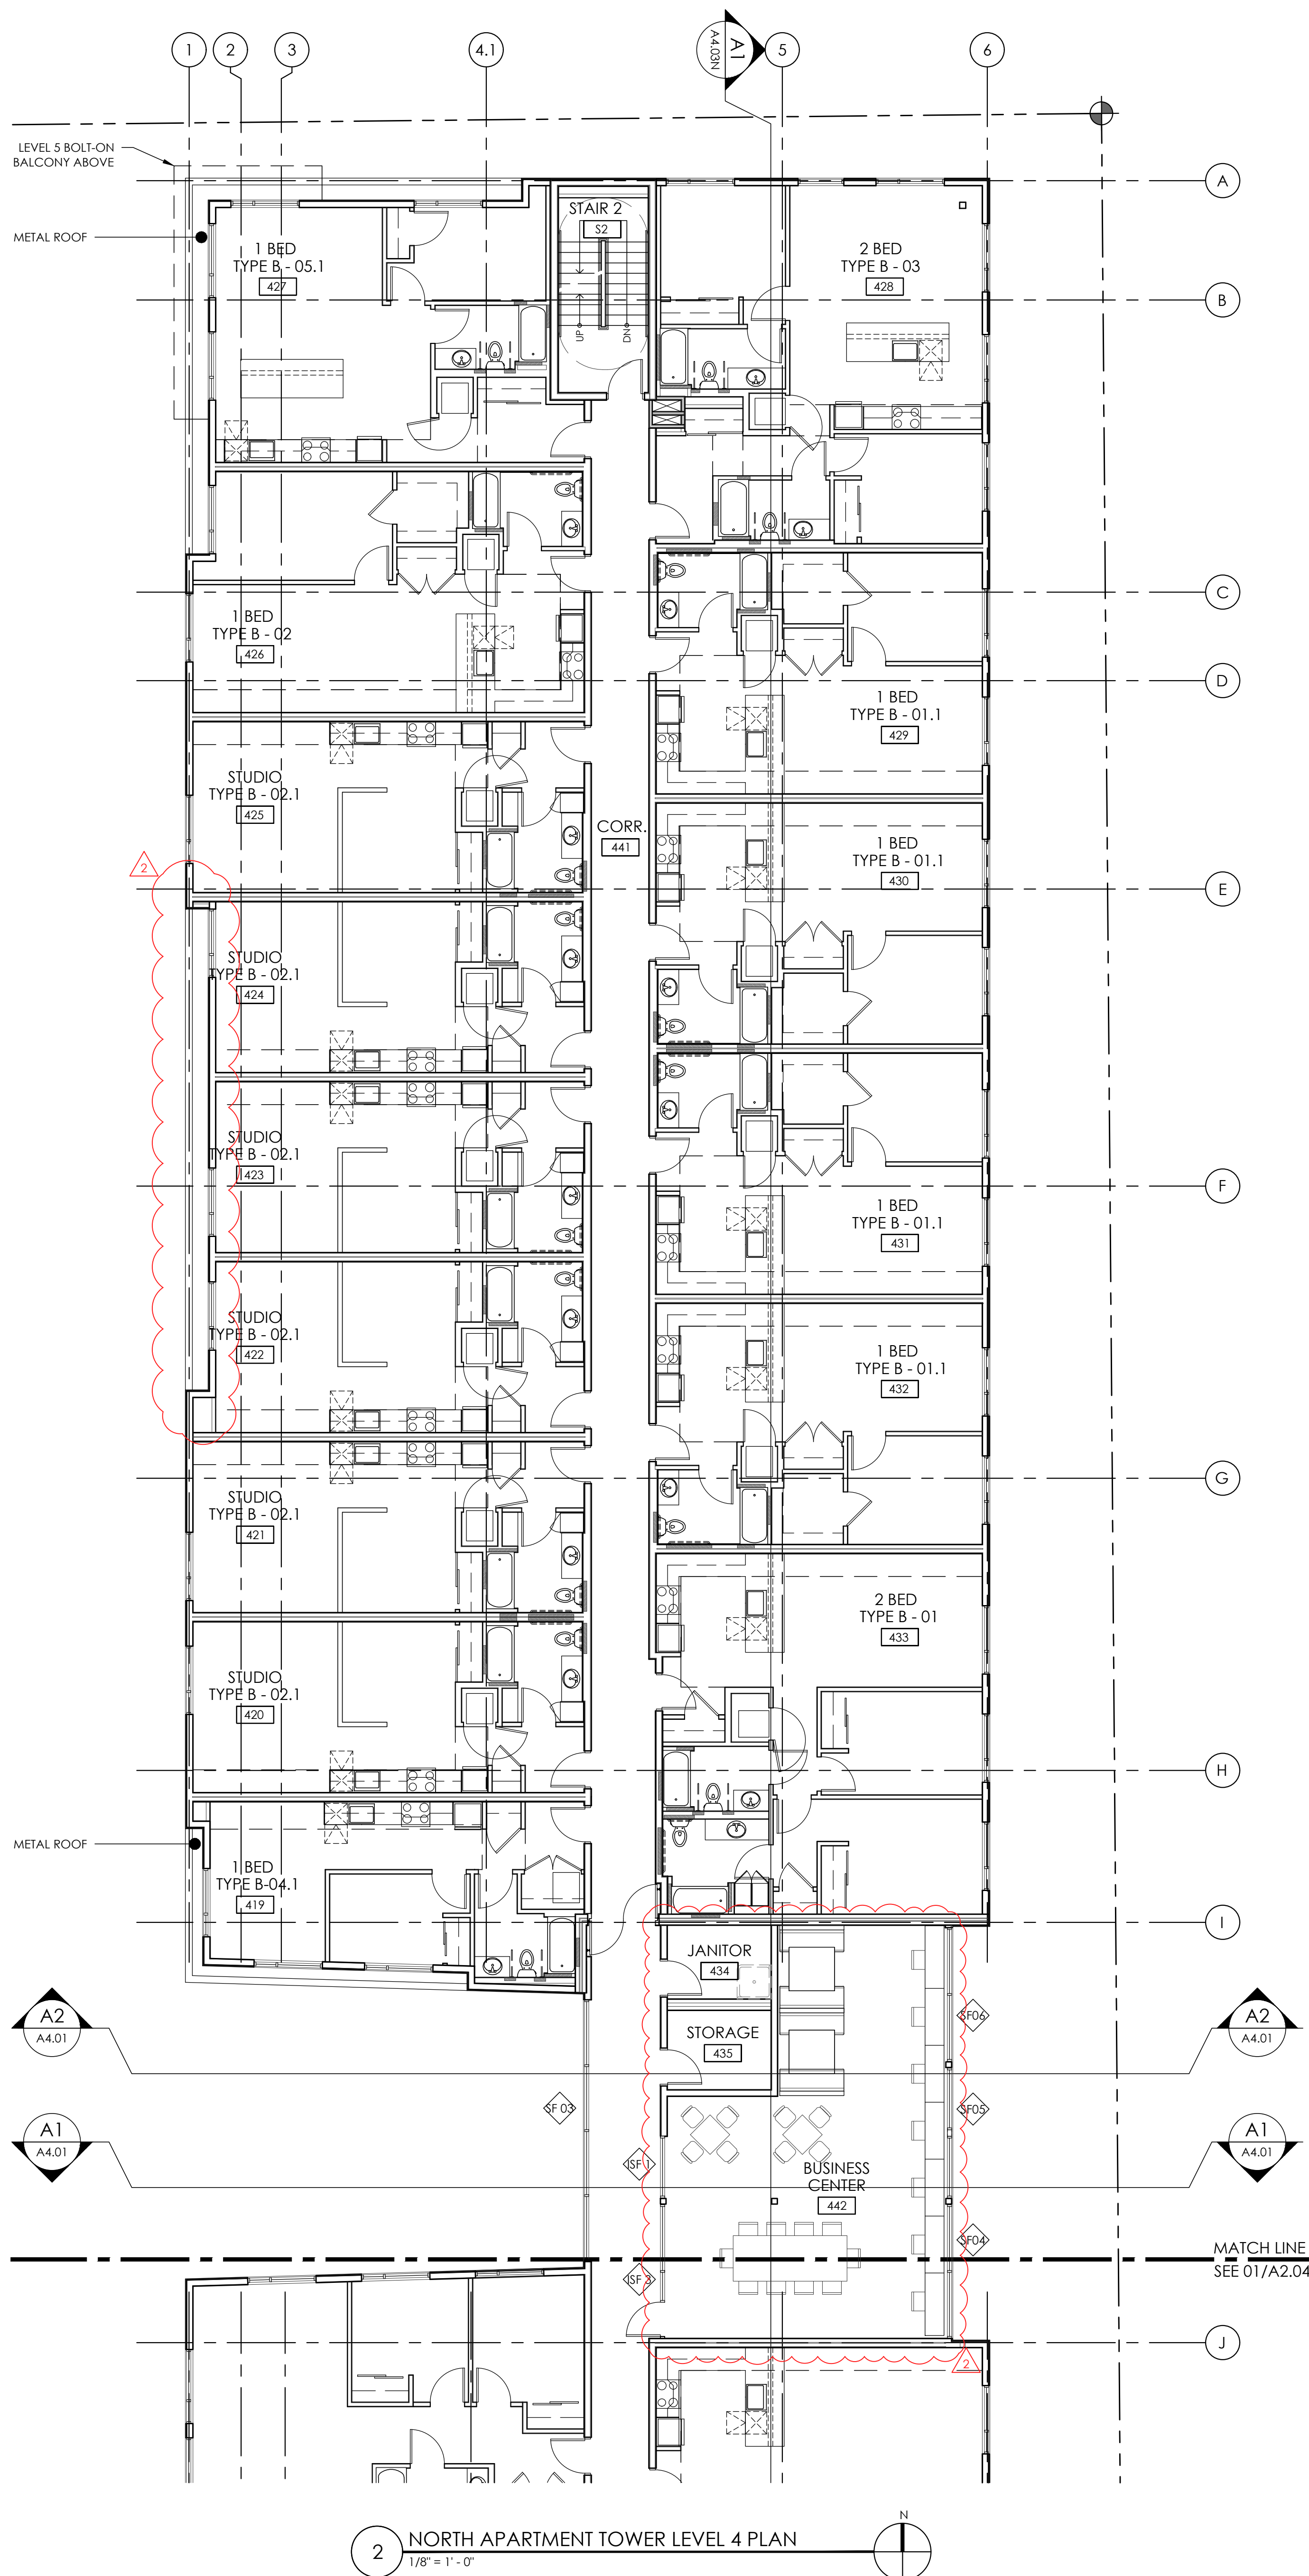 1
2
3
4.1
A1
A4.03N
5
6
LEVEL 5 BOLT-ON
BALCONY ABOVE
A
METAL ROOF
STAIR 2
S2
1 BED
TYPE B - 05.1
427
2 BED
TYPE B - 03
428
B
UP
DN
C
1 BED
TYPE B - 02
426
D
1 BED
TYPE B - 01.1
429
STUDIO
TYPE B - 02.1
425
CORR.
441
1 BED
TYPE B - 01.1
430
2
E
STUDIO
TYPE B - 02.1
424
STUDIO
TYPE B - 02.1
423
F
1 BED
TYPE B - 01.1
431
STUDIO
TYPE B - 02.1
422
1 BED
TYPE B - 01.1
432
G
STUDIO
TYPE B - 02.1
421
2 BED
TYPE B - 01
433
STUDIO
TYPE B - 02.1
420
H
METAL ROOF
1 BED
TYPE B-04.1
419
I
JANITOR
434
A2
A4.01
SF06
A2
A4.01
STORAGE
435
SF 03
SF05
A1
A4.01
A1
A4.01
ISF 1
BUSINESS
CENTER
442
SF04
MATCH LINE
SEE 01/A2.04
J
2
2
NORTH APARTMENT TOWER LEVEL 4 PLAN
1/8" = 1' - 0"
N